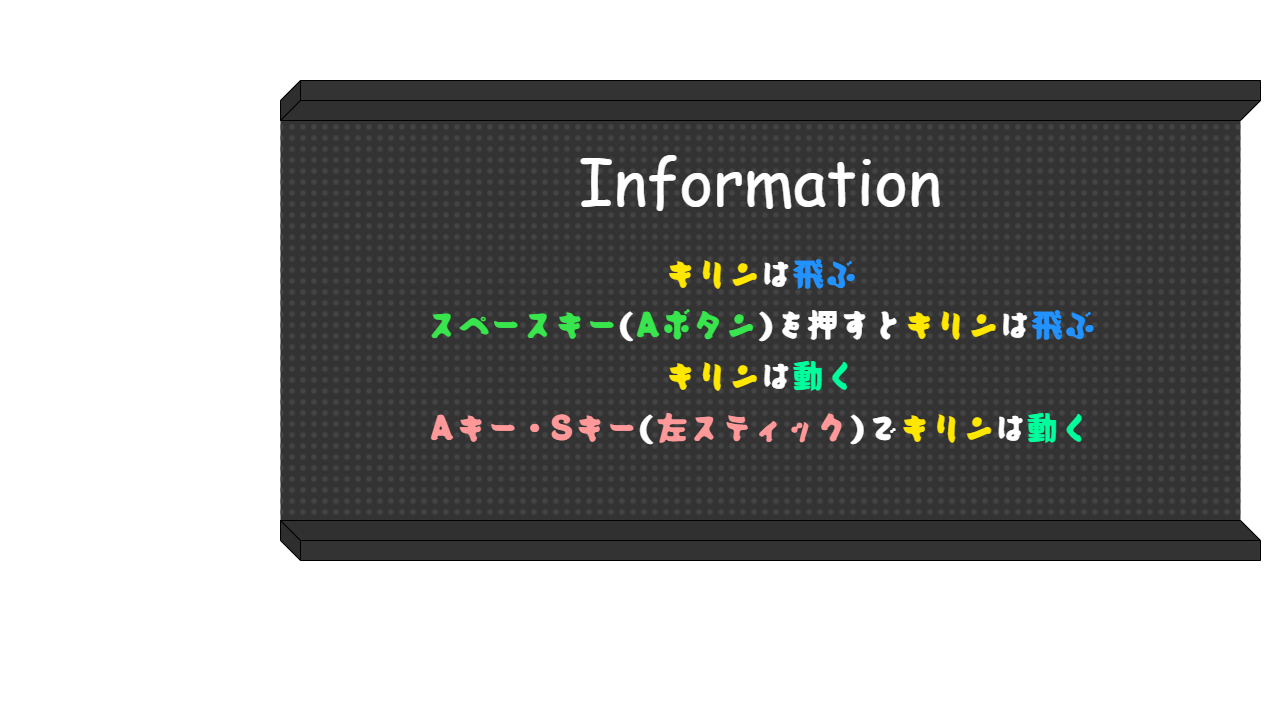 Information
キリンは飛ぶ
スペースキー(Aボタン)を押すとキリンは飛ぶ
キリンは動く
Aキー・Sキー(左スティック)でキリンは動く